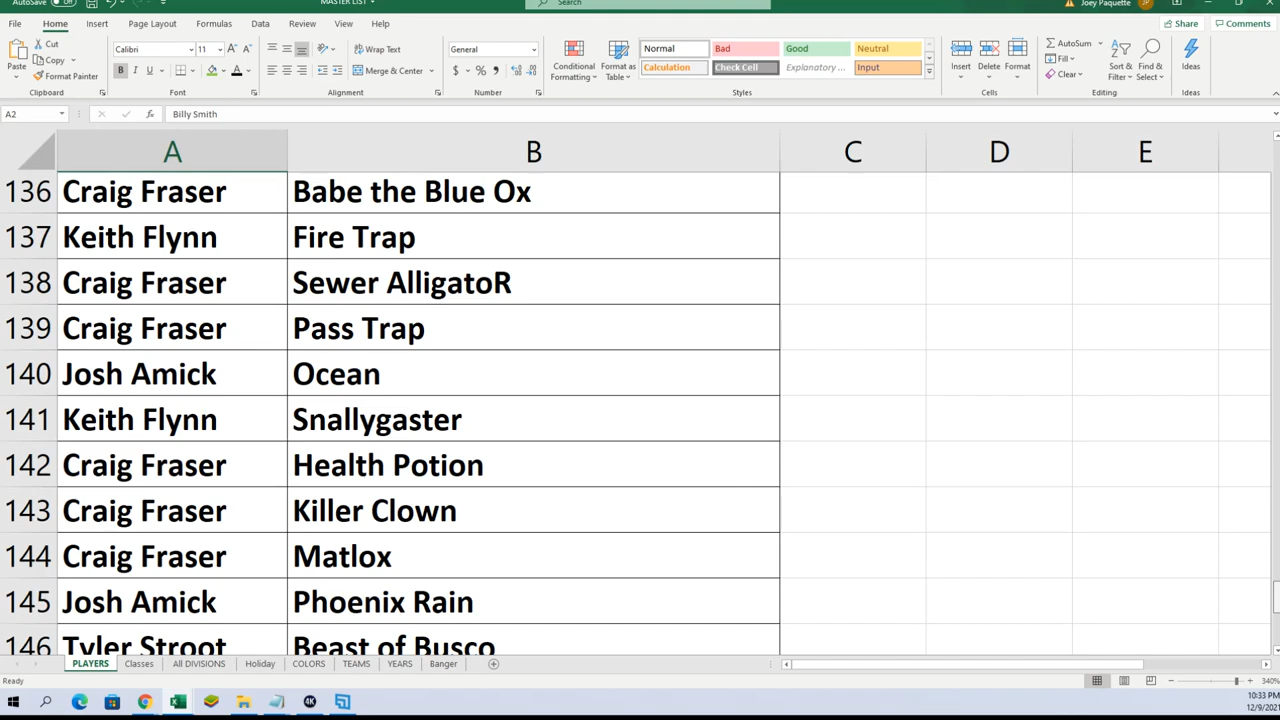 AutoSave Off MASTER LIST Search Joey Paquette JP
File Home Insert Page Layout Formulas Data Review View Help Share Comments
Paste Cut Copy Format Painter Clipboard
Calibri 11 B I U Font
Wrap Text Merge & Center Alignment
General $ % Number
Conditional Formatting Format as Table Normal Bad Good Neutral Calculation Check Cell Explanatory ... Input Styles
Insert Delete Format Cells
AutoSum Fill Clear Sort & Filter Find & Select Editing
Ideas Ideas
A2 fx Billy Smith
A B C D E
136 Craig Fraser Babe the Blue Ox
137 Keith Flynn Fire Trap
138 Craig Fraser Sewer AlligatoR
139 Craig Fraser Pass Trap
140 Josh Amick Ocean
141 Keith Flynn Snallygaster
142 Craig Fraser Health Potion
143 Craig Fraser Killer Clown
144 Craig Fraser Matlox
145 Josh Amick Phoenix Rain
146 Tyler Stroot Beast of Busco
PLAYERS Classes All DIVISIONS Holiday COLORS TEAMS YEARS Banger
Ready 340%
4K
10:33 PM
12/9/2021